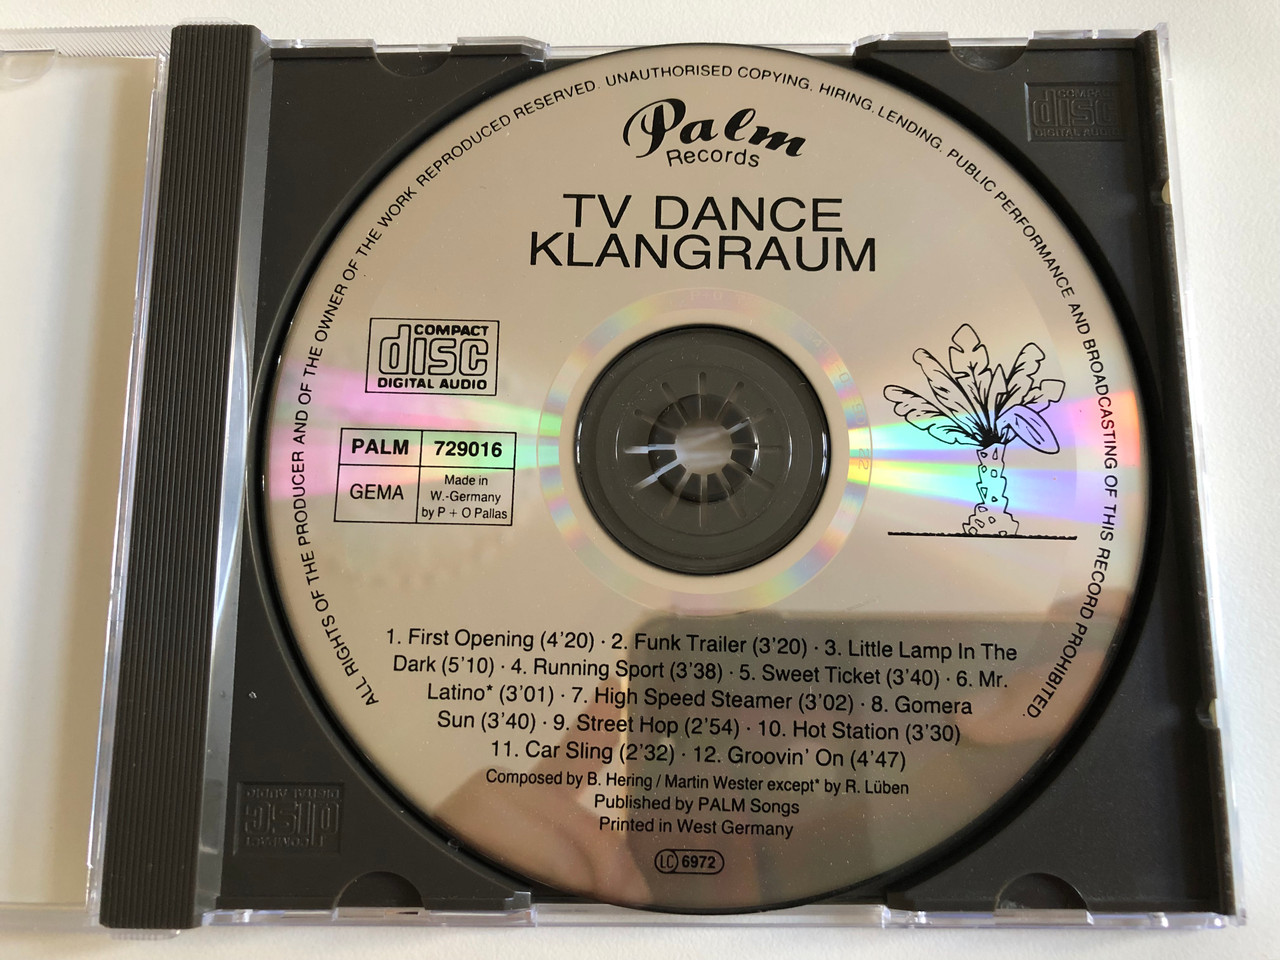 ALL RIGHTS OF THE PRODUCER AND OF THE OWNER OF THE WORK REPRODUCED RESERVED. UNAUTHORISED COPYING, HIRING, LENDING, PUBLIC PERFORMANCE AND BROADCASTING OF THIS RECORD PROHIBITED.
Palm
Records
TV DANCE
KLANGRAUM
COMPACT
disc
DIGITAL AUDIO
COMPACT
disc
DIGITAL AUDIO
PALM 729016
GEMA
Made in
W.-Germany
by P + O Pallas
1. First Opening (4'20) · 2. Funk Trailer (3'20) · 3. Little Lamp In The
Dark (5'10) · 4. Running Sport (3'38) · 5. Sweet Ticket (3'40) · 6. Mr.
Latino* (3'01) · 7. High Speed Steamer (3'02) · 8. Gomera
Sun (3'40) · 9. Street Hop (2'54) · 10. Hot Station (3'30)
11. Car Sling (2'32) · 12. Groovin' On (4'47)
Composed by B. Hering / Martin Wester except* by R. Lüben
Published by PALM Songs
Printed in West Germany
LC 6972
COMPACT
disc
DIGITAL AUDIO